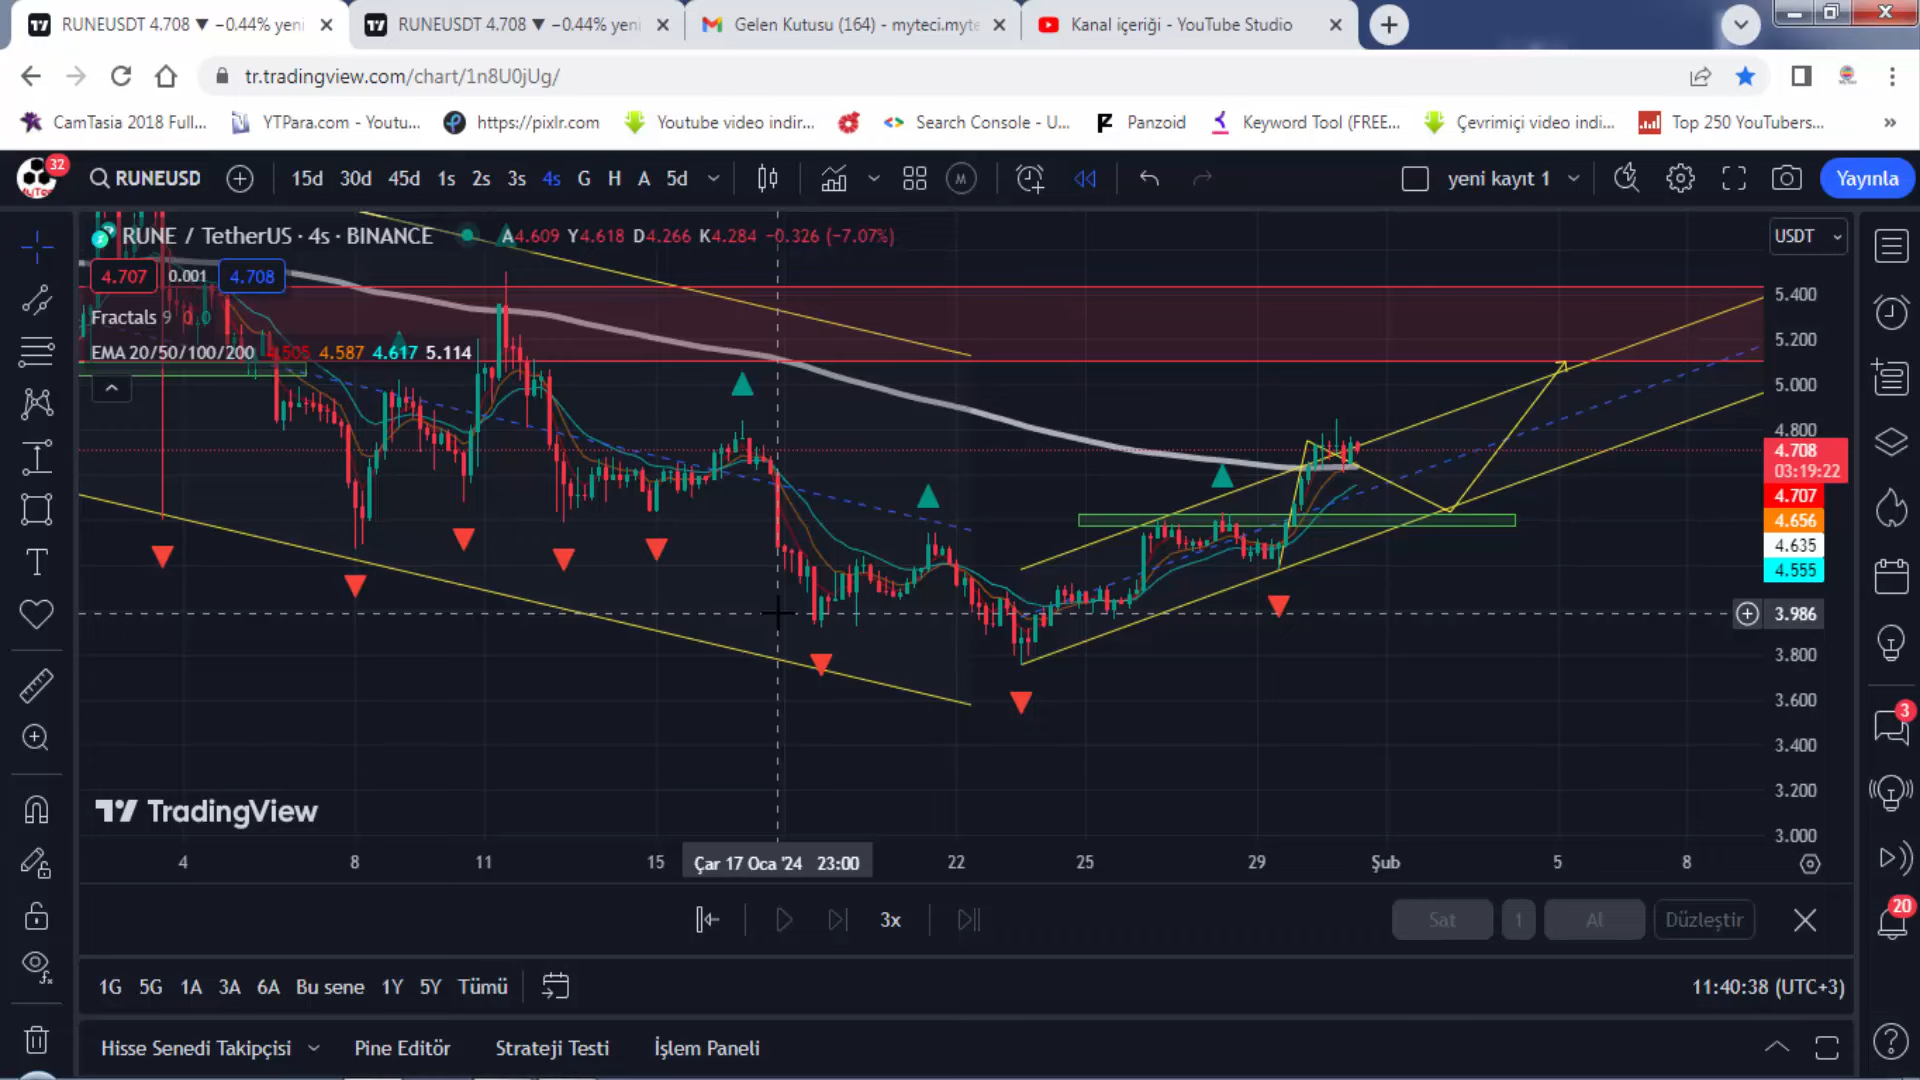 RUNEUSDT 4.708 ▼ −0.44% yeni
RUNEUSDT 4.708 ▼ −0.44% yeni
Gelen Kutusu (164) - myteci.myte
Kanal içeriği - YouTube Studio
tr.tradingview.com/chart/1n8U0jUg/
CamTasia 2018 Full...
YTPara.com - Youtu...
https://pixlr.com
Youtube video indir...
Search Console - U...
Panzoid
Keyword Tool (FREE...
Çevrimiçi video indi...
Top 250 YouTubers...
»
32
RUNEUSD
15d 30d 45d 1s 2s 3s 4s G H A 5d
M
yeni kayıt 1
Yayınla
RUNE / TetherUS · 4s · BINANCE
A4.609 Y4.618 D4.266 K4.284 −0.326 (−7.07%)
USDT
4.707 0.001 4.708
Fractals 9 0 0
EMA 20/50/100/200 4.505 4.587 4.617 5.114
5.400
5.200
5.000
4.800
4.708
03:19:22
4.707
4.656
4.635
4.555
3.986
3.800
3.600
3.400
3.200
3.000
TradingView
4 8 11 15 Çar 17 Oca '24 23:00 22 25 29 Şub 5 8
3
20
3x
Sat 1 Al Düzleştir
1G 5G 1A 3A 6A Bu sene 1Y 5Y Tümü
11:40:38 (UTC+3)
Hisse Senedi Takipçisi Pine Editör Strateji Testi İşlem Paneli